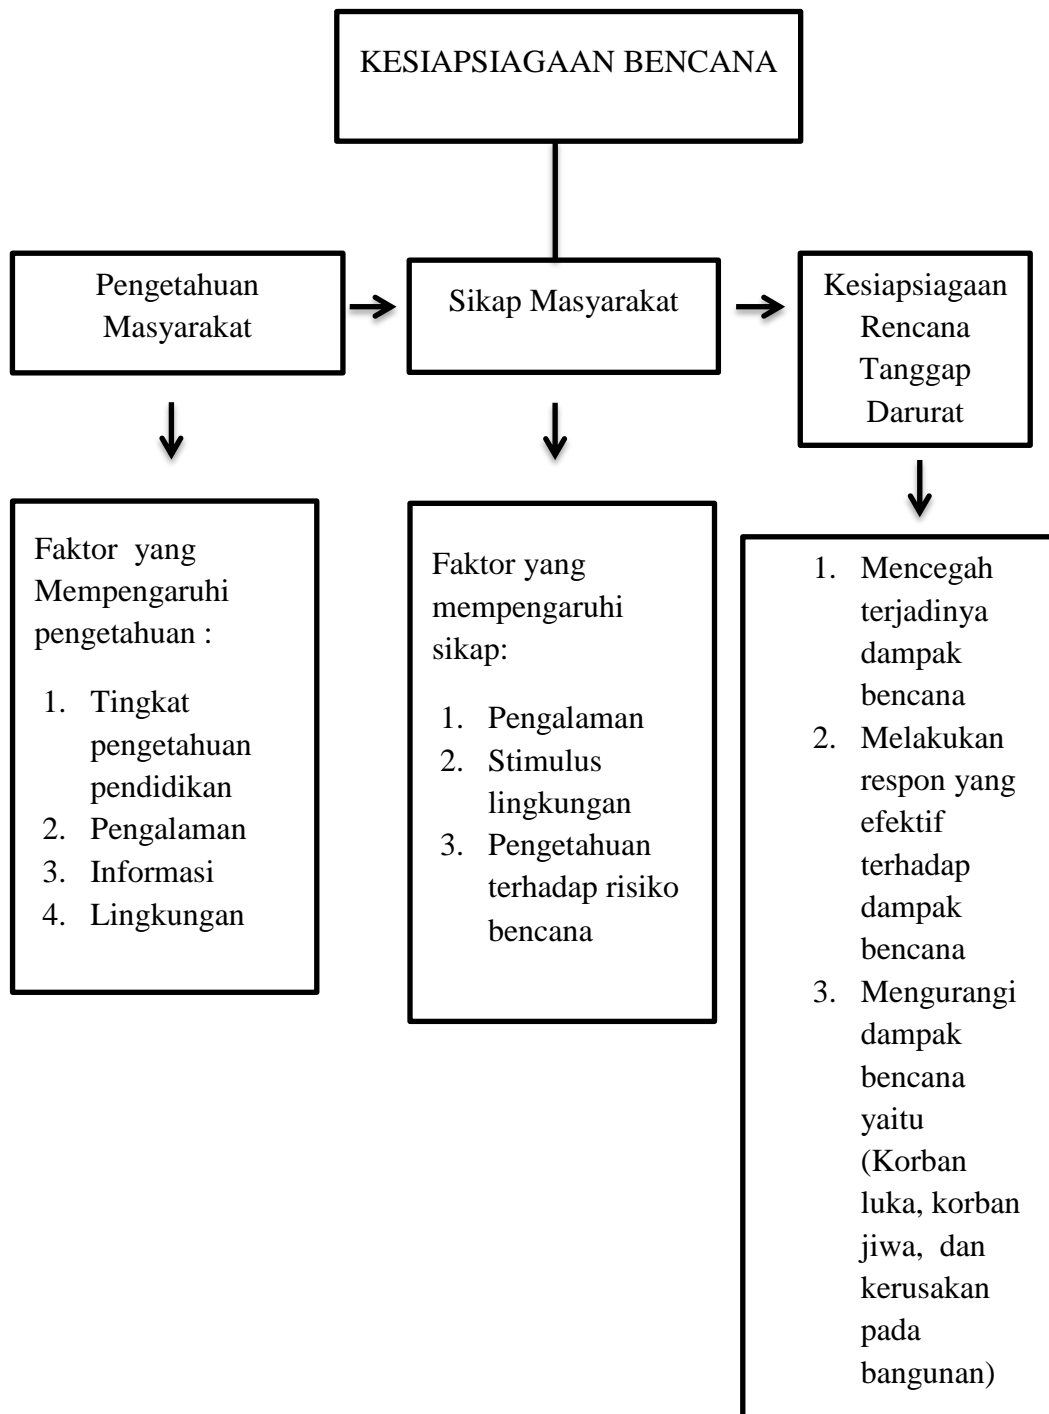 KESIAPSIAGAAN BENCANA
Pengetahuan
Masyarakat
Sikap Masyarakat
Kesiapsiagaan
Rencana
Tanggap
Darurat
Faktor yang
Mempengaruhi
pengetahuan :
1. Tingkat
pengetahuan
pendidikan
2. Pengalaman
3. Informasi
4. Lingkungan
Faktor yang
mempengaruhi
sikap:
1. Pengalaman
2. Stimulus
lingkungan
3. Pengetahuan
terhadap risiko
bencana
1. Mencegah
terjadinya
dampak
bencana
2. Melakukan
respon yang
efektif
terhadap
dampak
bencana
3. Mengurangi
dampak
bencana
yaitu
(Korban
luka, korban
jiwa, dan
kerusakan
pada
bangunan)